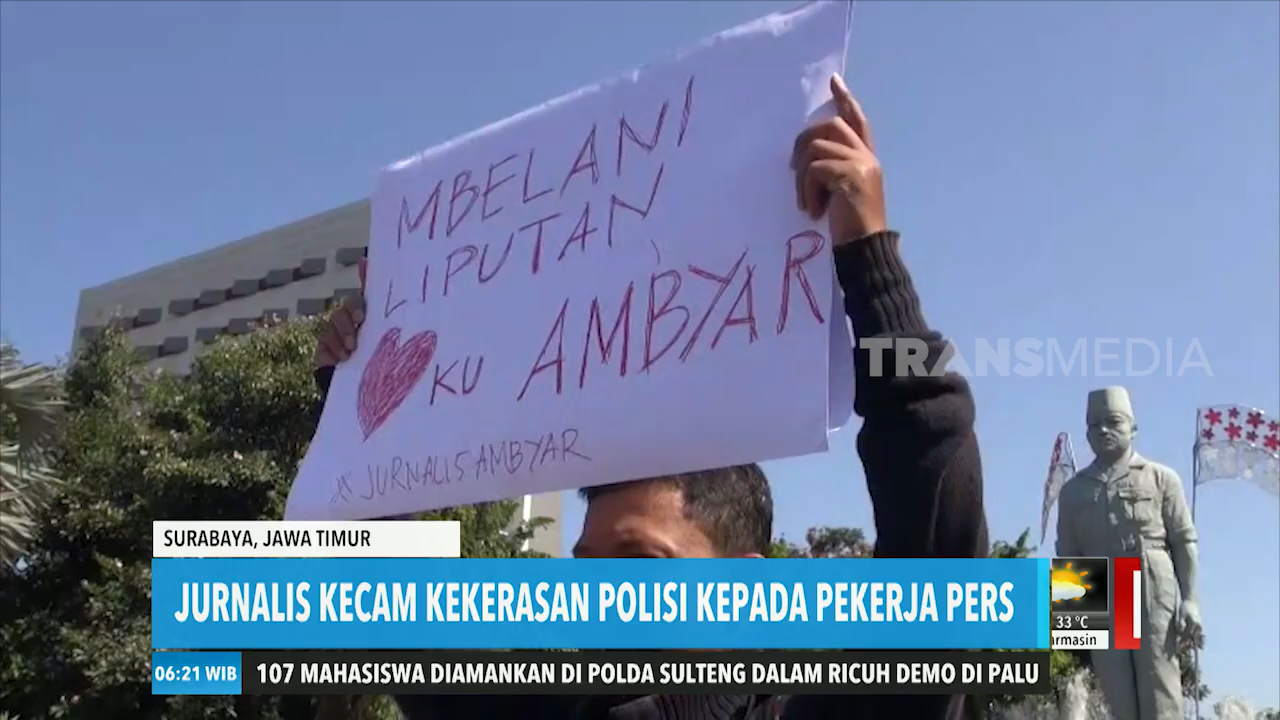 MBELANI
LIPUTAN
KU AMBYAR
JURNALIS AMBYAR
TRANSMEDIA
SURABAYA, JAWA TIMUR
JURNALIS KECAM KEKERASAN POLISI KEPADA PEKERJA PERS
33 °C
armasin
06:21 WIB
107 MAHASISWA DIAMANKAN DI POLDA SULTENG DALAM RICUH DEMO DI PALU